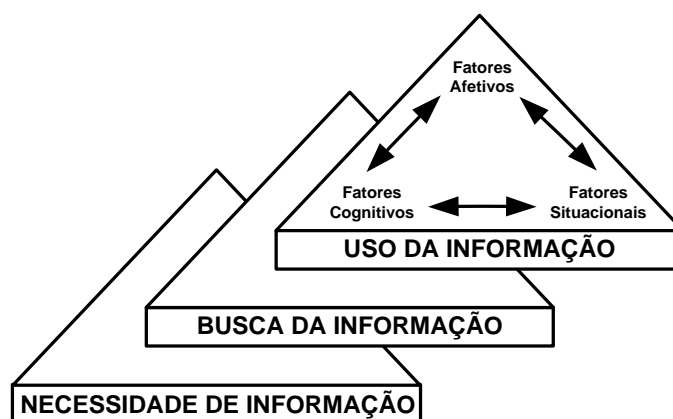 Fatores
Afetivos
Fatores
Cognitivos
Fatores
Situacionais
USO DA INFORMAÇÃO
BUSCA DA INFORMAÇÃO
NECESSIDADE DE INFORMAÇÃO